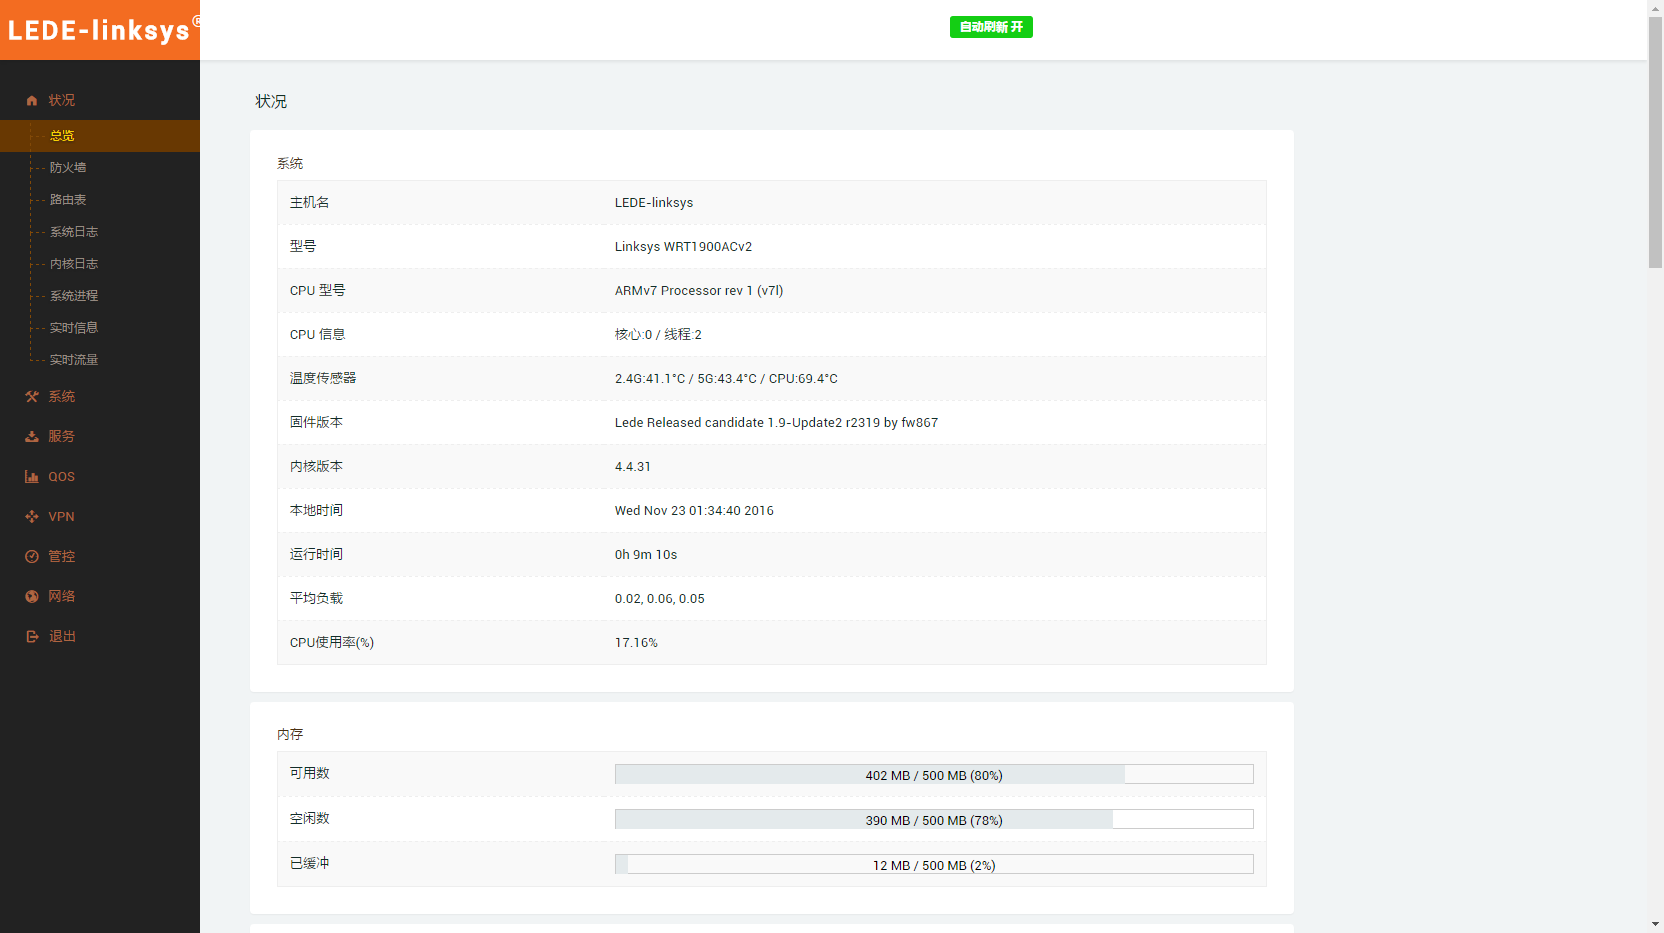 LEDE-linksys®
自动刷新 开
状况
总览
防火墙
路由表
系统日志
内核日志
系统进程
实时信息
实时流量
系统
服务
QOS
VPN
管控
网络
退出
状况
系统
主机名 LEDE-linksys
型号 Linksys WRT1900ACv2
CPU 型号 ARMv7 Processor rev 1 (v7l)
CPU 信息 核心:0 / 线程:2
温度传感器 2.4G:41.1°C / 5G:43.4°C / CPU:69.4°C
固件版本 Lede Released candidate 1.9-Update2 r2319 by fw867
内核版本 4.4.31
本地时间 Wed Nov 23 01:34:40 2016
运行时间 0h 9m 10s
平均负载 0.02, 0.06, 0.05
CPU使用率(%) 17.16%
内存
可用数 402 MB / 500 MB (80%)
空闲数 390 MB / 500 MB (78%)
已缓冲 12 MB / 500 MB (2%)